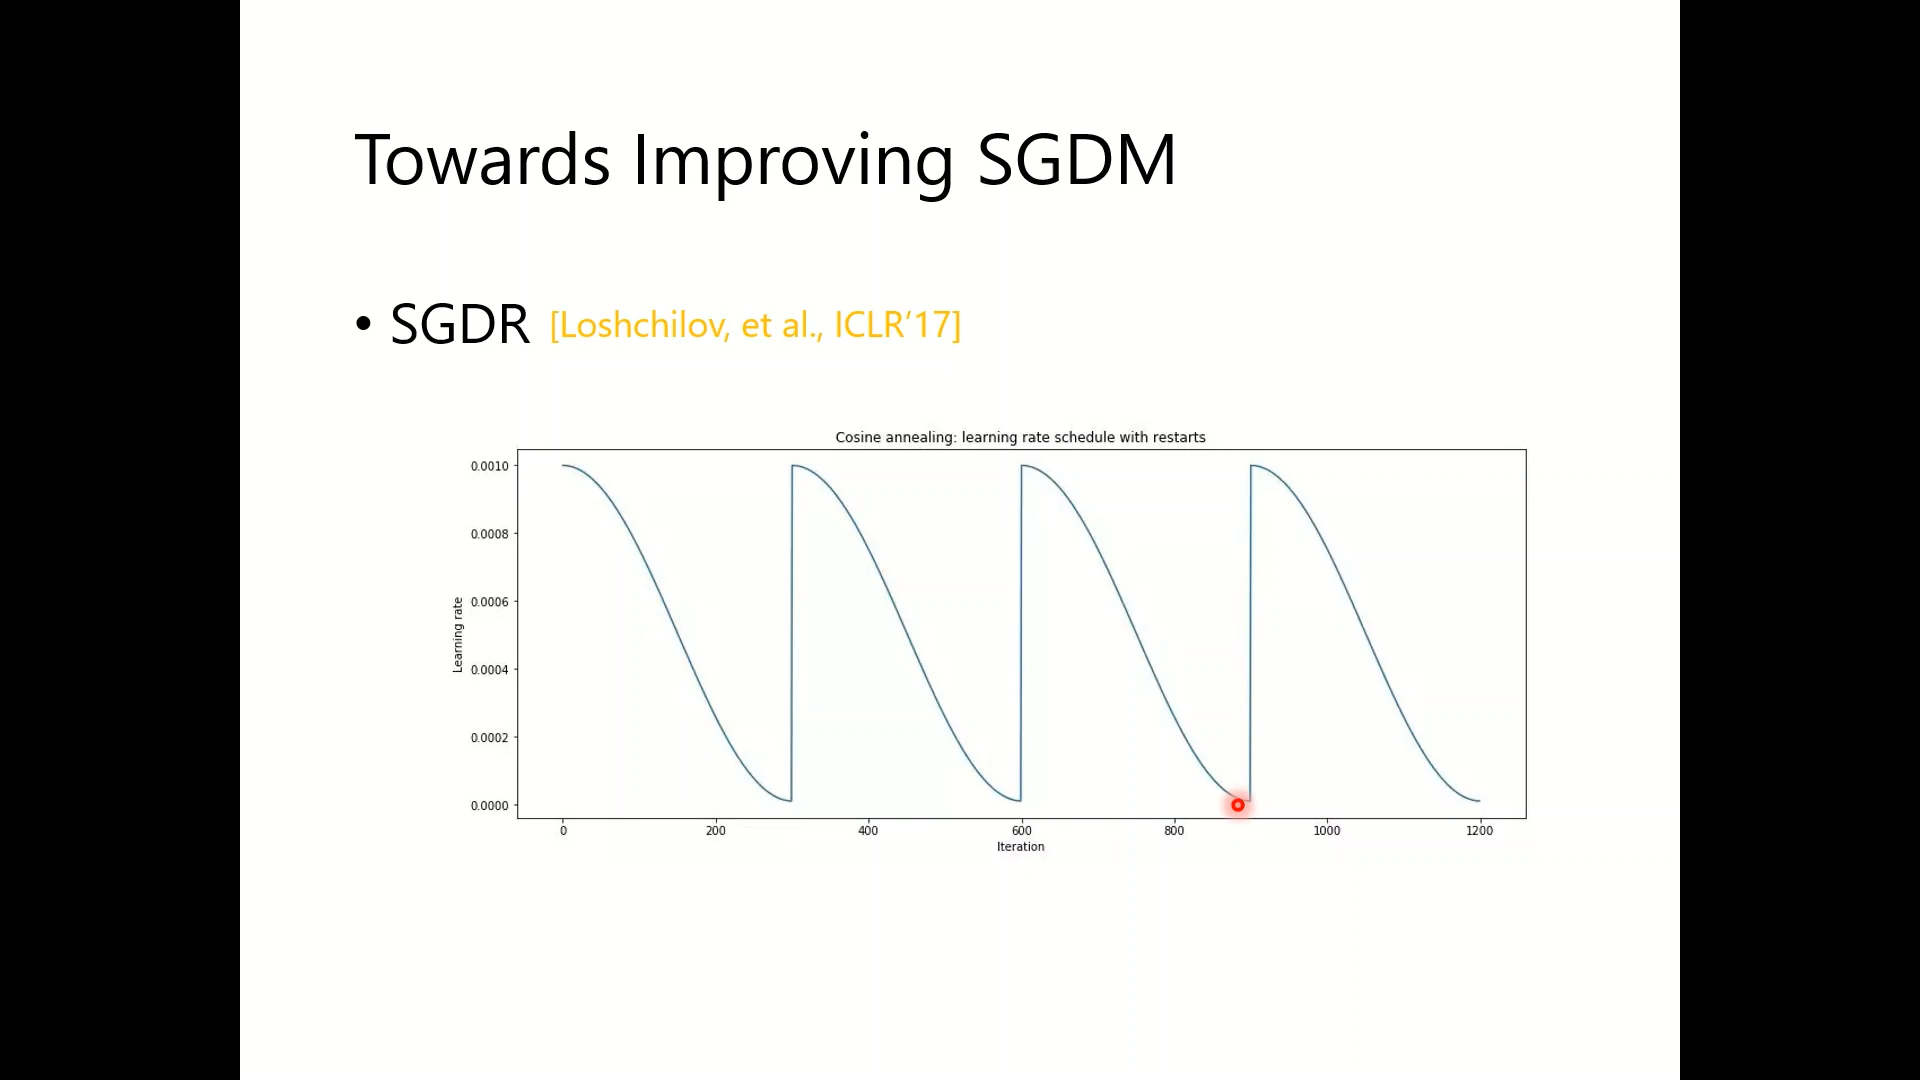 Towards Improving SGDM
• SGDR [Loshchilov, et al., ICLR’17]
Cosine annealing: learning rate schedule with restarts
0.0010
0.0008
0.0006
0.0004
0.0002
0.0000
Learning rate
0 200 400 600 800 1000 1200
Iteration